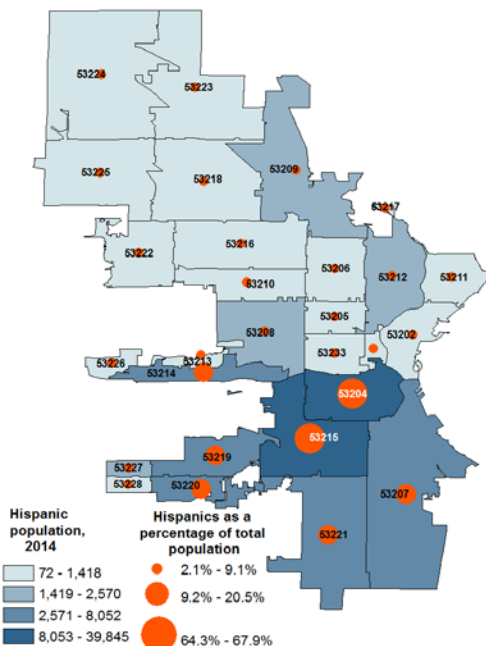 53224
53223
53209
53225
53218
53217
53216
53222
53206
53212
53211
53210
53205
53208
53202
53233
53213
53226
53214
53204
53215
53219
53227
53228
53220
53207
53221
Hispanic
population,
2014
72 - 1,418
1,419 - 2,570
2,571 - 8,052
8,053 - 39,845
Hispanics as a
percentage of total
population
2.1% - 9.1%
9.2% - 20.5%
64.3% - 67.9%